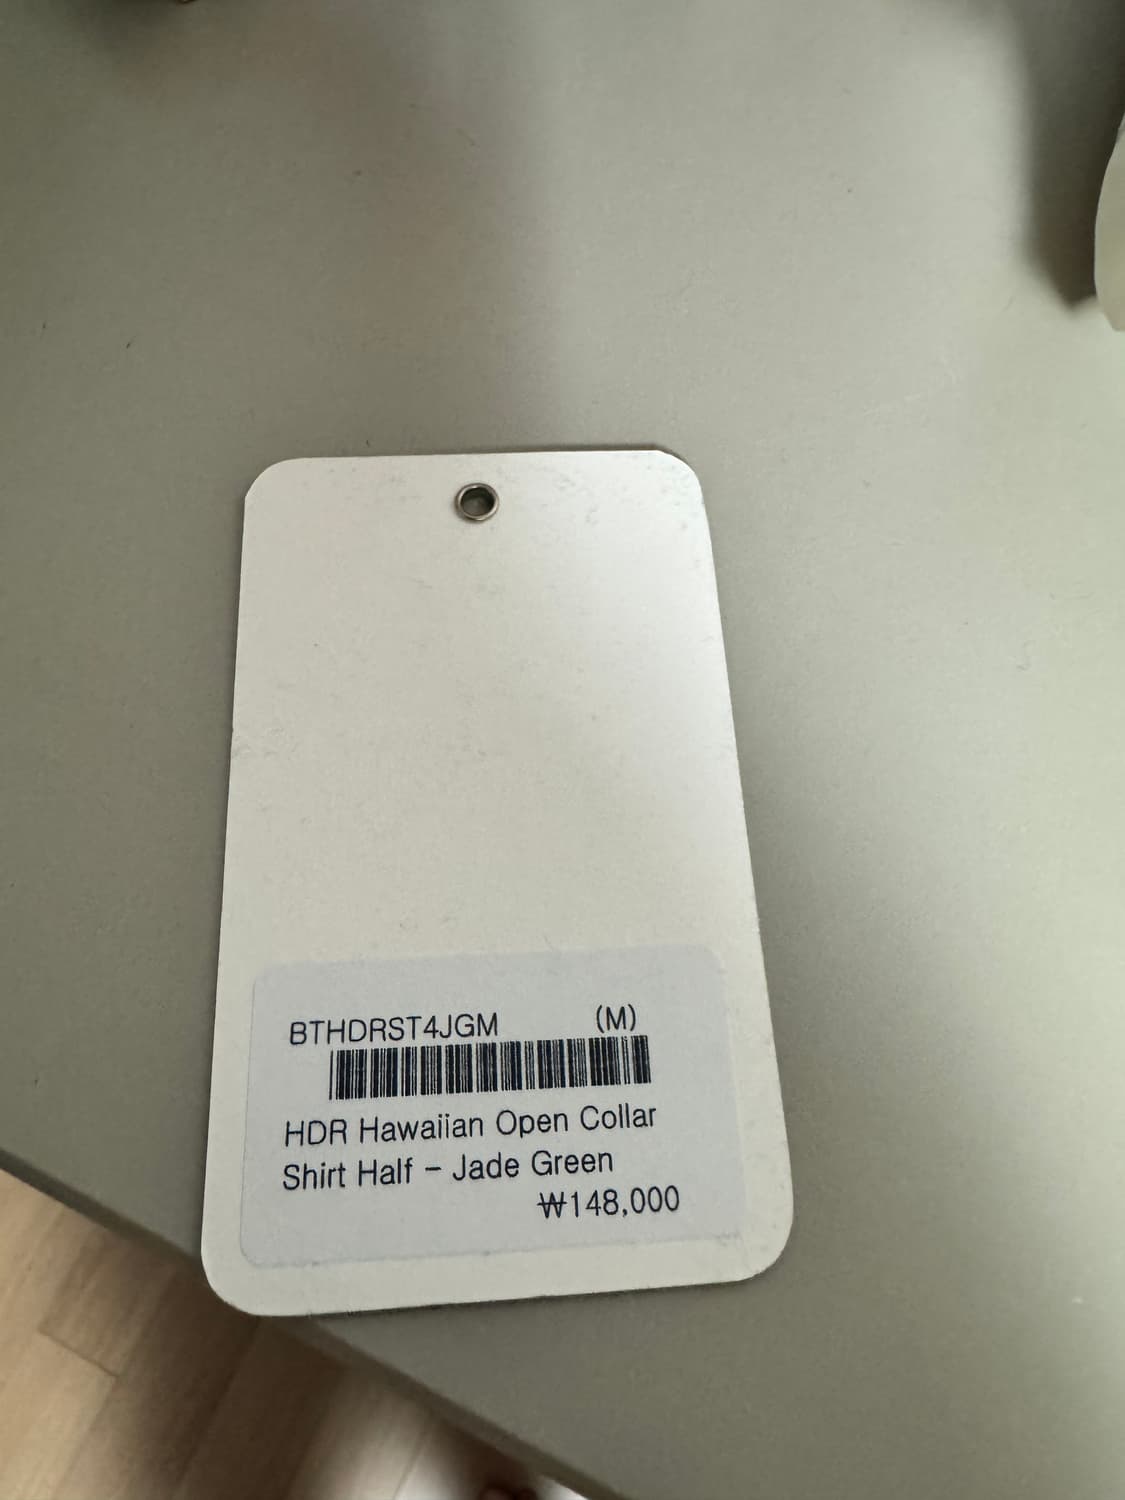 BTHDRST4JGM (M)
HDR Hawaiian Open Collar
Shirt Half - Jade Green
₩148,000